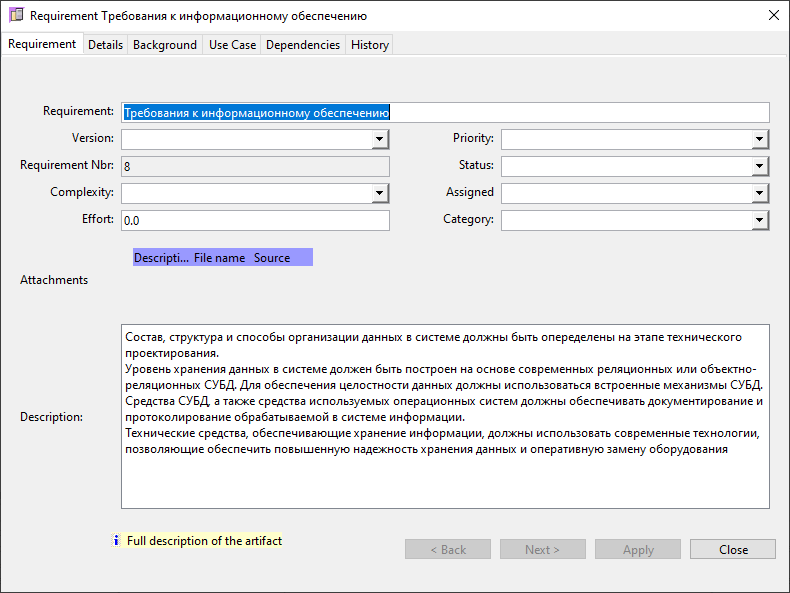 Requirement Требования к информационному обеспечению
Requirement Details Background Use Case Dependencies History
Requirement: Требования к информационному обеспечению
Version: Priority:
Requirement Nbr: 8 Status:
Complexity: Assigned
Effort: 0.0 Category:
Descripti... File name Source
Attachments
Состав, структура и способы организации данных в системе должны быть опеределены на этапе технического
проектирования.
Уровень хранения данных в системе должен быть построен на основе современных реляционных или объектно-
реляционных СУБД. Для обеспечения целостности данных должны использоваться встроенные механизмы СУБД.
Средства СУБД, а также средства используемых операционных систем должны обеспечивать документирование и
протоколирование обрабатываемой в системе информации.
Технические средства, обеспечивающие хранение информации, должны использовать современные технологии,
позволяющие обеспечить повышенную надежность хранения данных и оперативную замену оборудования
Description:
i Full description of the artifact
< Back Next > Apply Close